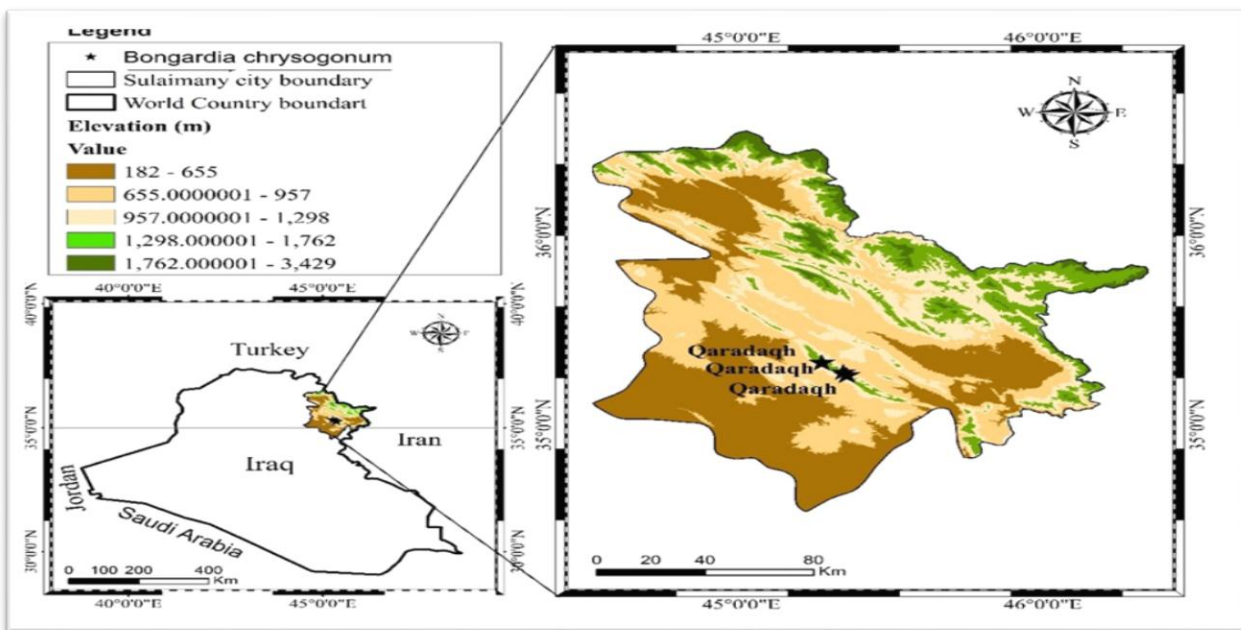 Legend
Bongardia chrysogonum
Sulaimany city boundary
World Country boundart
Elevation (m)
Value
182 - 655
655.0000001 - 957
957.0000001 - 1,298
1,298.000001 - 1,762
1,762.000001 - 3,429
40°0'0"E 45°0'0"E
40°0'0"N 40°0'0"N
N
W E
S
Turkey
35°0'0"N 35°0'0"N
Iran
Iraq
Jordan
Saudi Arabia
30°0'0"N 30°0'0"N
0 100 200 400
Km
40°0'0"E 45°0'0"E
45°0'0"E 46°0'0"E
N
W E
S
36°0'0"N 36°0'0"N
Qaradaqh
Qaradaqh
Qaradaqh
35°0'0"N 35°0'0"N
0 20 40 80
Km
45°0'0"E 46°0'0"E